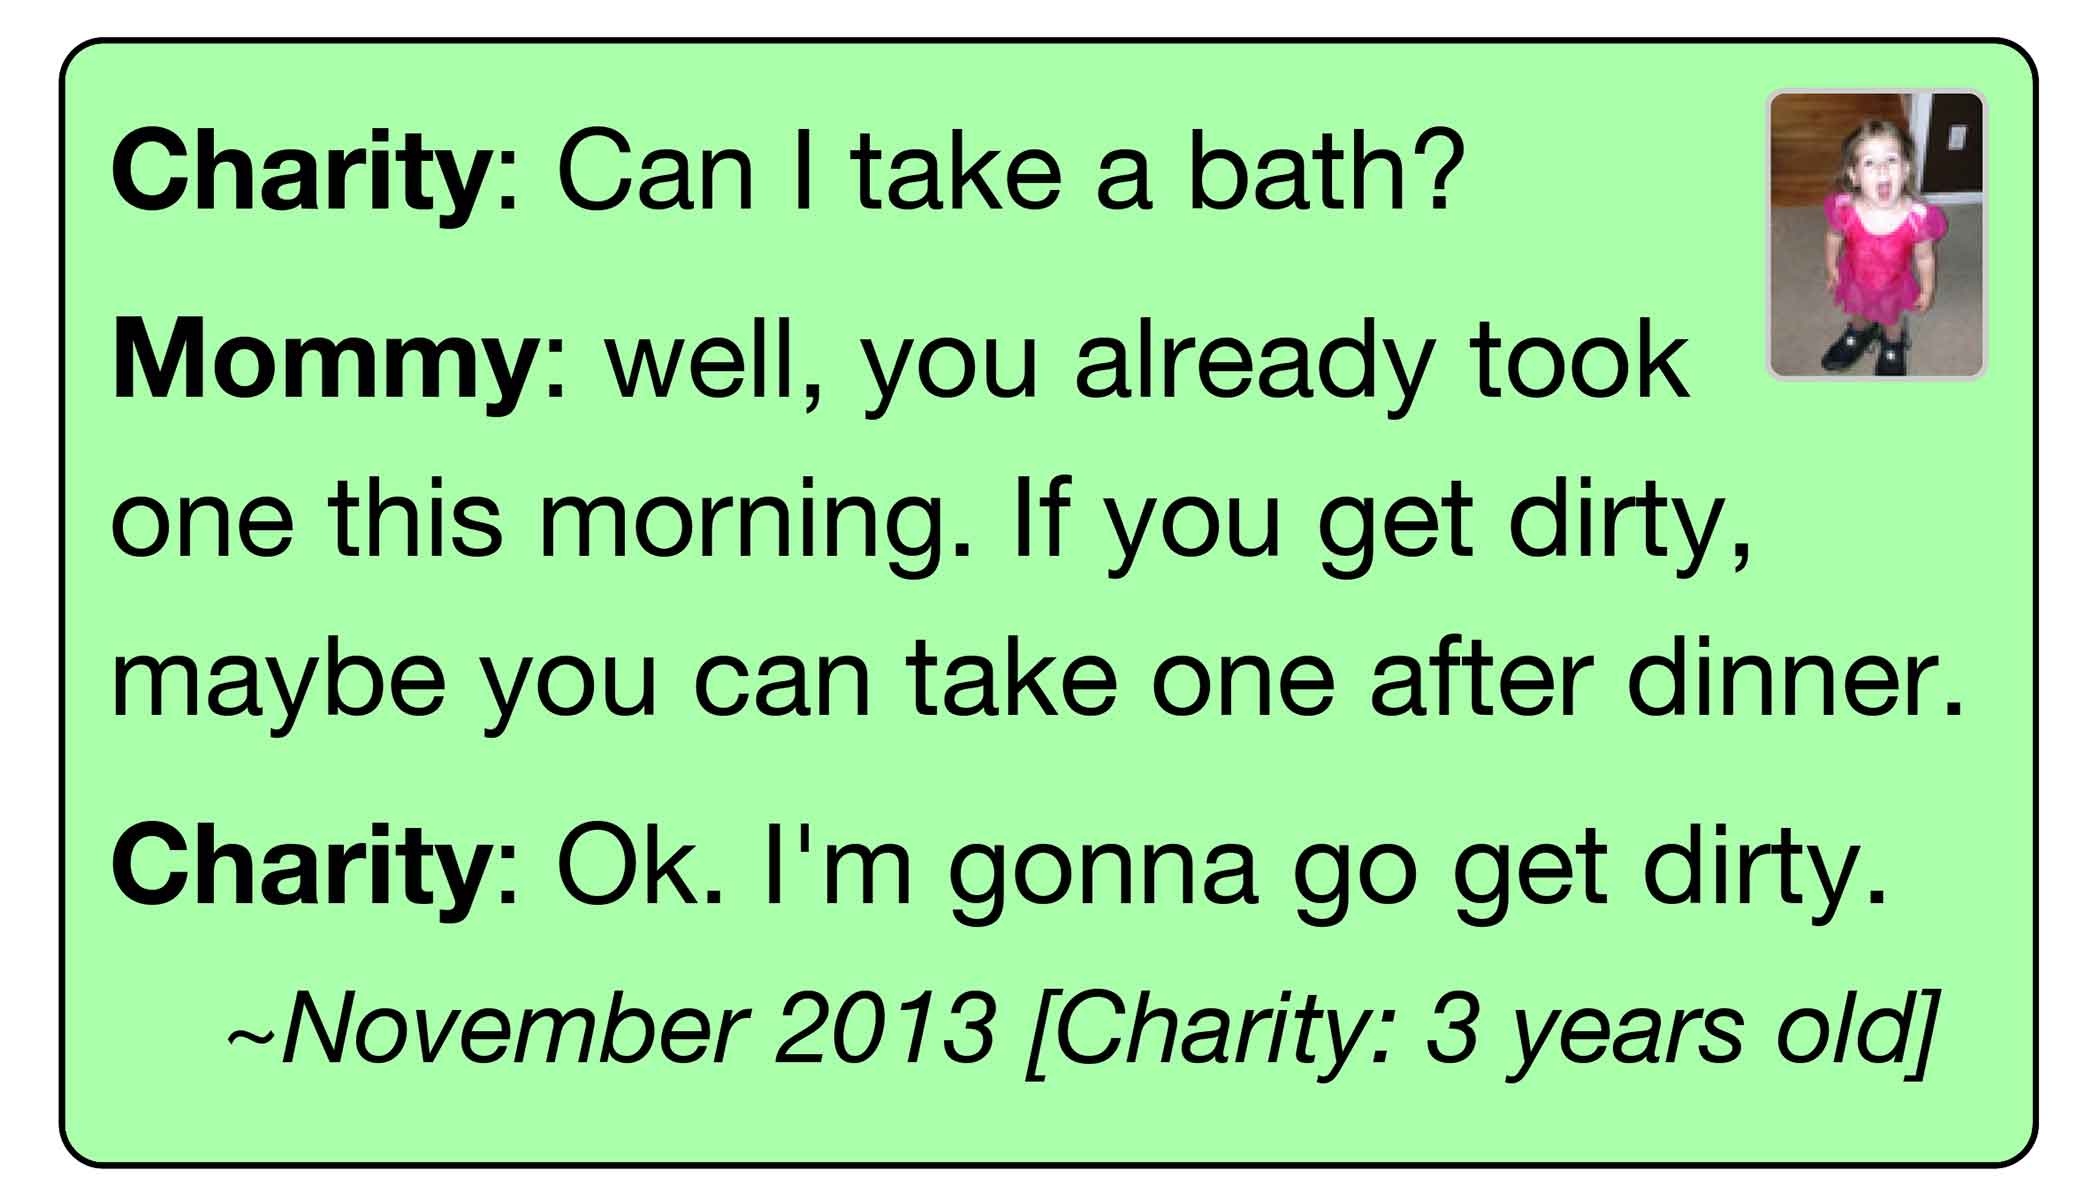 Charity: Can I take a bath?
Mommy: well, you already took
one this morning. If you get dirty,
maybe you can take one after dinner.
Charity: Ok. I'm gonna go get dirty.
~November 2013 [Charity: 3 years old]